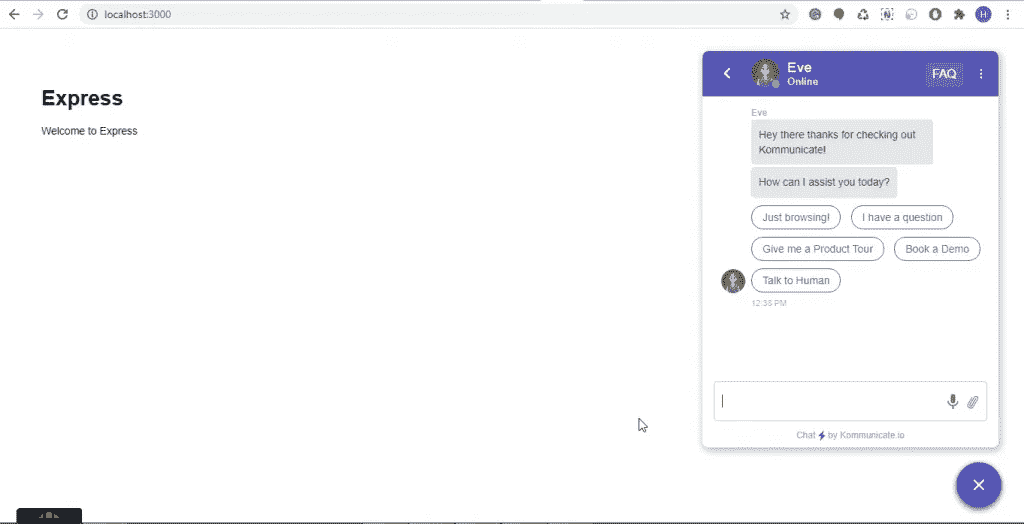 localhost:3000
H
Express
Welcome to Express
Eve
Online
FAQ
Eve
Hey there thanks for checking out
Kommunicate!
How can I assist you today?
Just browsing! I have a question
Give me a Product Tour Book a Demo
Talk to Human
12:35 PM
Chat by Kommunicate.io